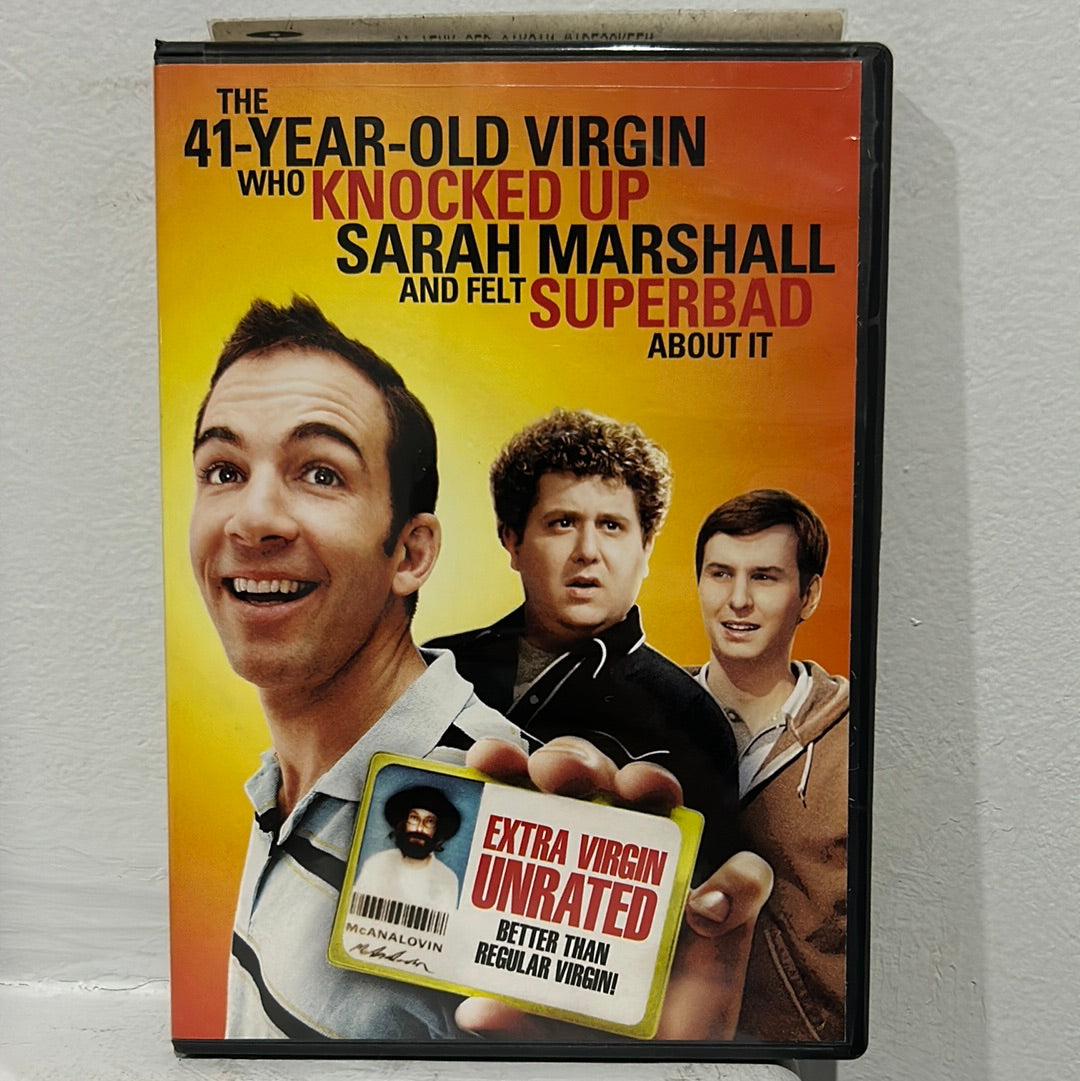 THE
41-YEAR-OLD VIRGIN
WHO KNOCKED UP
SARAH MARSHALL
AND FELT SUPERBAD
ABOUT IT
EXTRA VIRGIN
UNRATED
BETTER THAN
REGULAR VIRGIN!
McANALOVIN